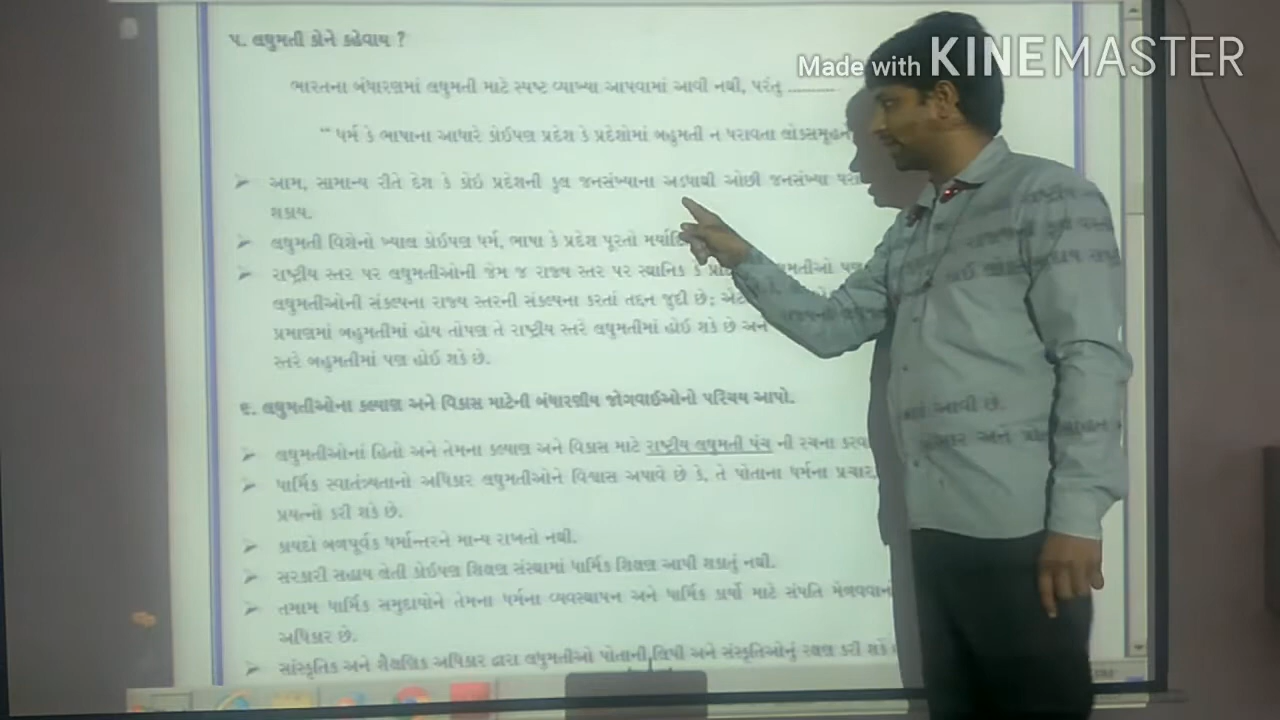 Made with KINEMASTER
૫. લઘુમતી કોને કહેવાય ?
ભારતના બંધારણમાં લઘુમતી માટે સ્પષ્ટ વ્યાખ્યા આપવામાં આવી નથી, પરંતુ ..........
" ધર્મ કે ભાષાના આધારે કોઈપણ પ્રદેશ કે પ્રદેશોમાં બહુમતી ન ધરાવતા લોકસમૂહને
આમ, સામાન્ય રીતે દેશ કે કોઈ પ્રદેશની કુલ જનસંખ્યાના અડધાથી ઓછી જનસંખ્યા
શકાય.
લઘુમતી વિશેનો ખ્યાલ કોઈપણ ધર્મ, ભાષા કે પ્રદેશ પૂરતો
રાષ્ટ્રીય સ્તર પર લઘુમતીઓની જેમ જ રાજ્ય સ્તર પર સ્થાનિક કે પણ
લઘુમતીઓની સંકલ્પના રાજ્ય સ્તરની સંકલ્પના કરતાં તદ્દન જુદી છે;
પ્રમાણમાં બહુમતીમાં હોય તોપણ તે રાષ્ટ્રીય સ્તરે લઘુમતીમાં હોઈ શકે છે અને
સ્તરે બહુમતીમાં પણ હોઈ શકે છે.
૬. લઘુમતીઓના કલ્યાણ અને વિકાસ માટેની બંધારણીય જોગવાઈઓનો પરિચય આપો.
લઘુમતીઓનાં હિતો અને તેમના કલ્યાણ અને વિકાસ માટે રાષ્ટ્રીય લઘુમતી પંચ ની રચના આવી છે.
ધાર્મિક સ્વાતંત્ર્યતાનો અધિકાર લઘુમતીઓને વિશ્વાસ અપાવે છે કે, તે પોતાના ધર્મના પ્રચાર,
પ્રયત્નો કરી શકે છે.
કાયદો બળપૂર્વક ધર્માન્તરને માન્ય રાખતો નથી.
સરકારી સહાય લેતી કોઈપણ શિક્ષણ સંસ્થામાં ધાર્મિક શિક્ષણ આપી શકાતું નથી.
તમામ ધાર્મિક સમુદાયોને તેમના ધર્મના વ્યવસ્થાપન અને ધાર્મિક કાર્યો માટે સંપતિ મેળવવાનો
અધિકાર છે.
સાંસ્કૃતિક અને શૈક્ષણિક અધિકાર દ્વારા લઘુમતીઓ પોતાની લિપી અને સંસ્કૃતિઓનું રક્ષણ કરી શકે